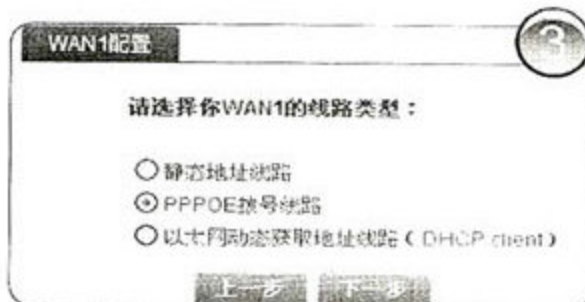 WAN1配置
3
请选择你WAN1的线路类型：
静态地址线路
PPPOE拨号线路
以太网动态获取地址线路（DHCP client）
上一步 下一步